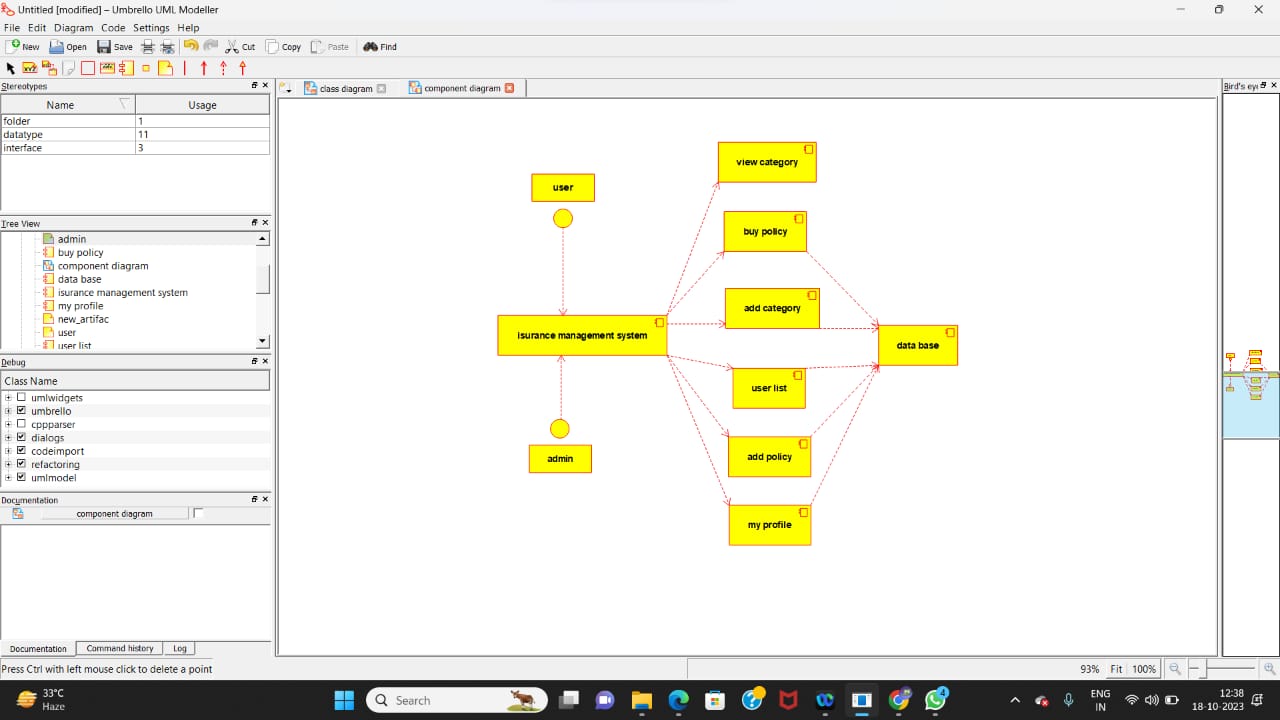 Untitled [modified] – Umbrello UML Modeller
File Edit Diagram Code Settings Help
New Open Save Cut Copy Paste Find
Stereotypes
Name Usage
folder 1
datatype 11
interface 3
Tree View
admin
buy policy
component diagram
data base
isurance management system
my profile
new_artifac
user
user list
Debug
Class Name
umlwidgets
umbrello
cppparser
dialogs
codeimport
refactoring
umlmodel
Documentation
component diagram
Documentation Command history Log
Press Ctrl with left mouse click to delete a point
class diagram component diagram
view category
user
buy policy
add category
isurance management system
data base
user list
add policy
admin
my profile
Bird's eye
93% Fit 100%
33°C
Haze
Search
4
ENG
IN
12:38
18-10-2023